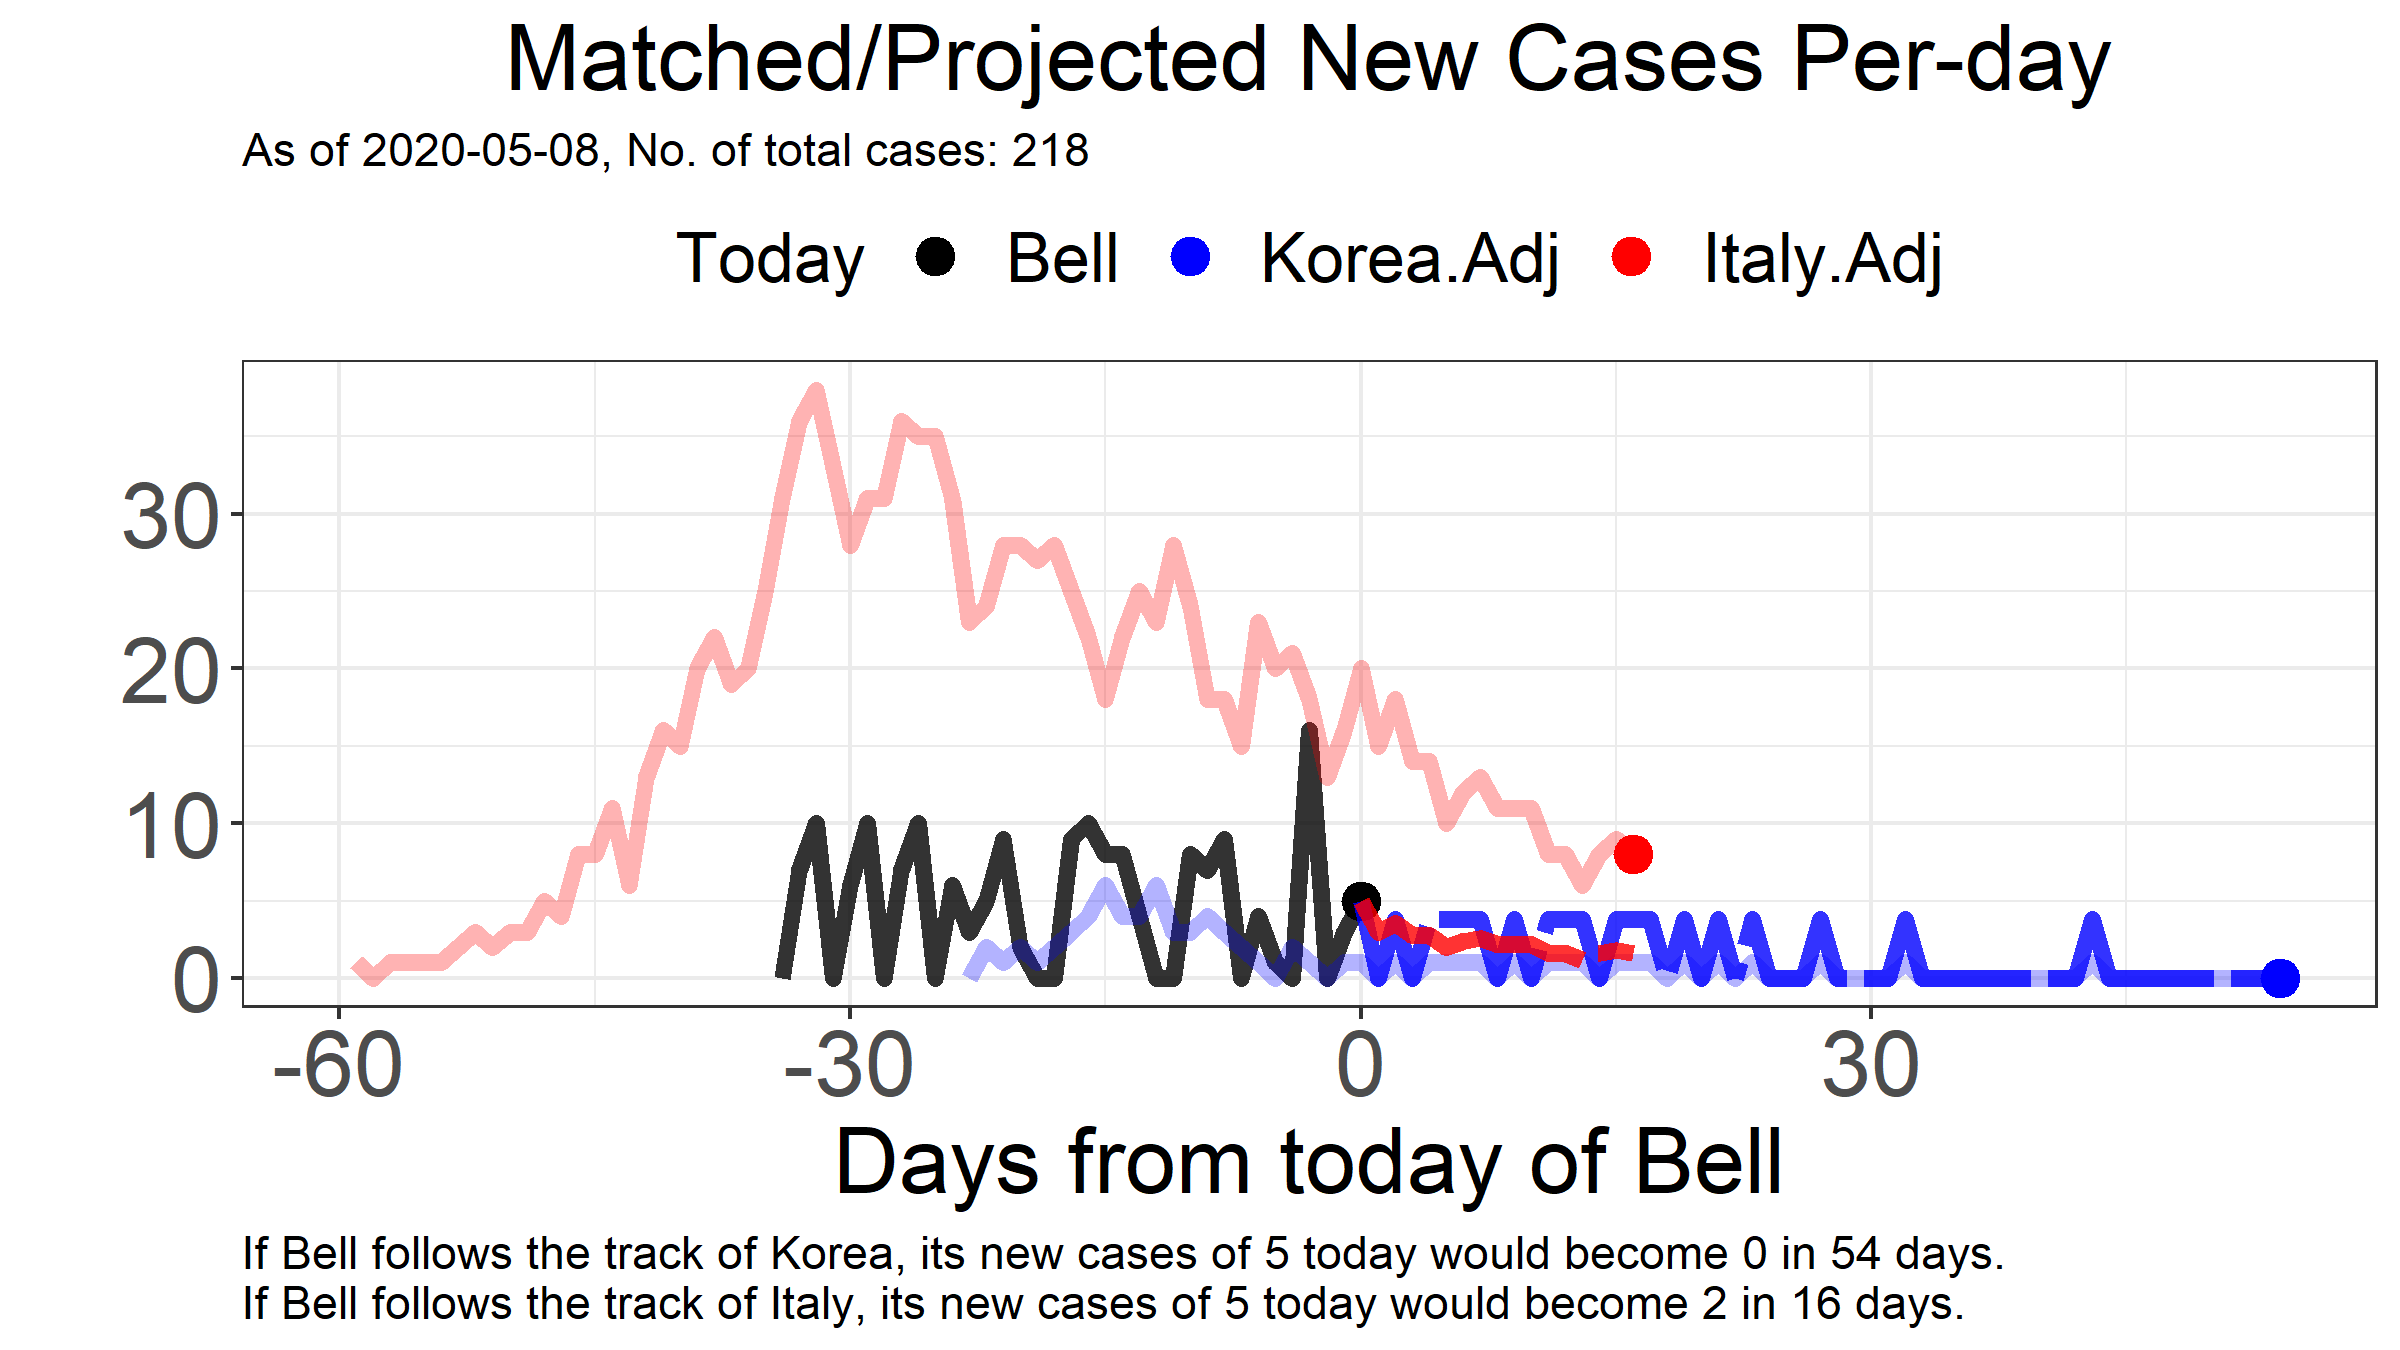 Matched/Projected New Cases Per-day
As of 2020-05-08, No. of total cases: 218
Today Bell Korea.Adj Italy.Adj
30
20
10
0
-60 -30 0 30
Days from today of Bell
If Bell follows the track of Korea, its new cases of 5 today would become 0 in 54 days.
If Bell follows the track of Italy, its new cases of 5 today would become 2 in 16 days.